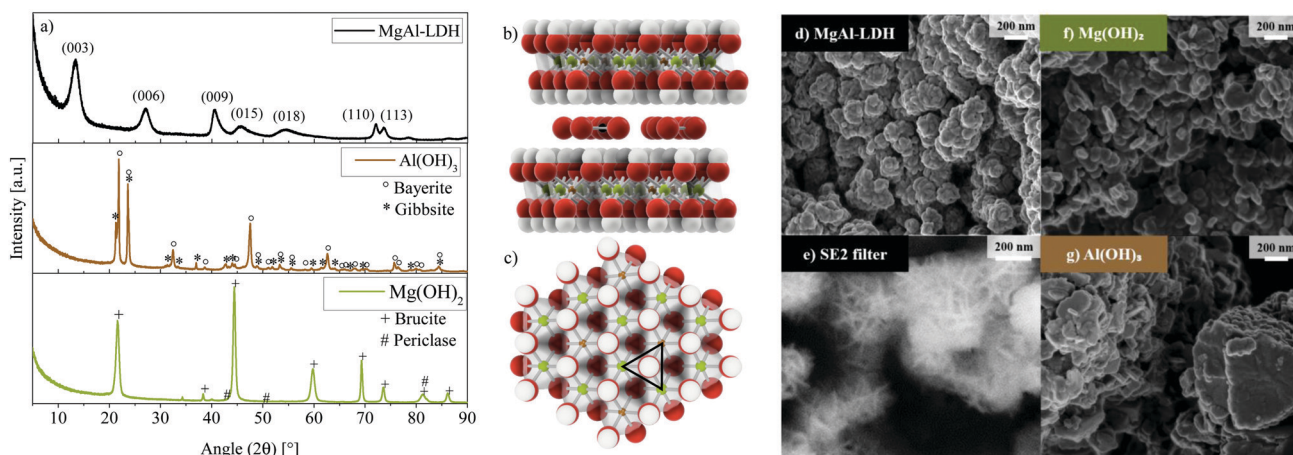 a)
MgAl-LDH
(003)
(006)
(009)
(015)
(018)
(110)
(113)
Al(OH)₃
° Bayerite
* Gibbsite
Mg(OH)₂
+ Brucite
# Periclase
Intensity [a.u.]
10 20 30 40 50 60 70 80 90
Angle (2θ) [°]
b)
c)
d) MgAl-LDH
200 nm
f) Mg(OH)₂
200 nm
e) SE2 filter
200 nm
g) Al(OH)₃
200 nm